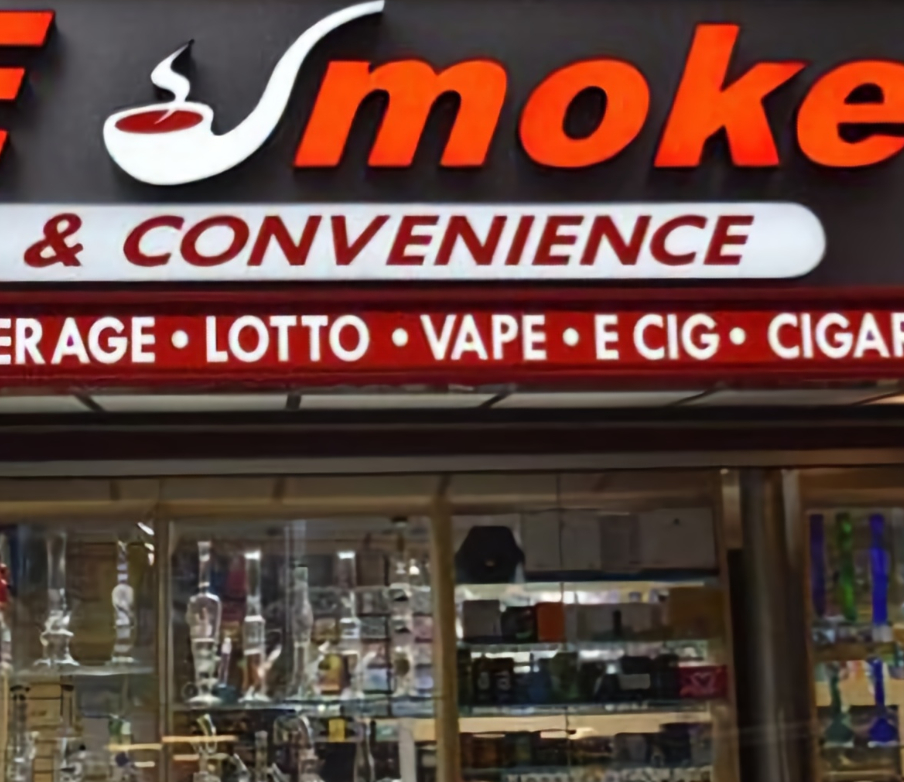 E Smoke
& CONVENIENCE
ERAGE • LOTTO • VAPE • E CIG • CIGAR